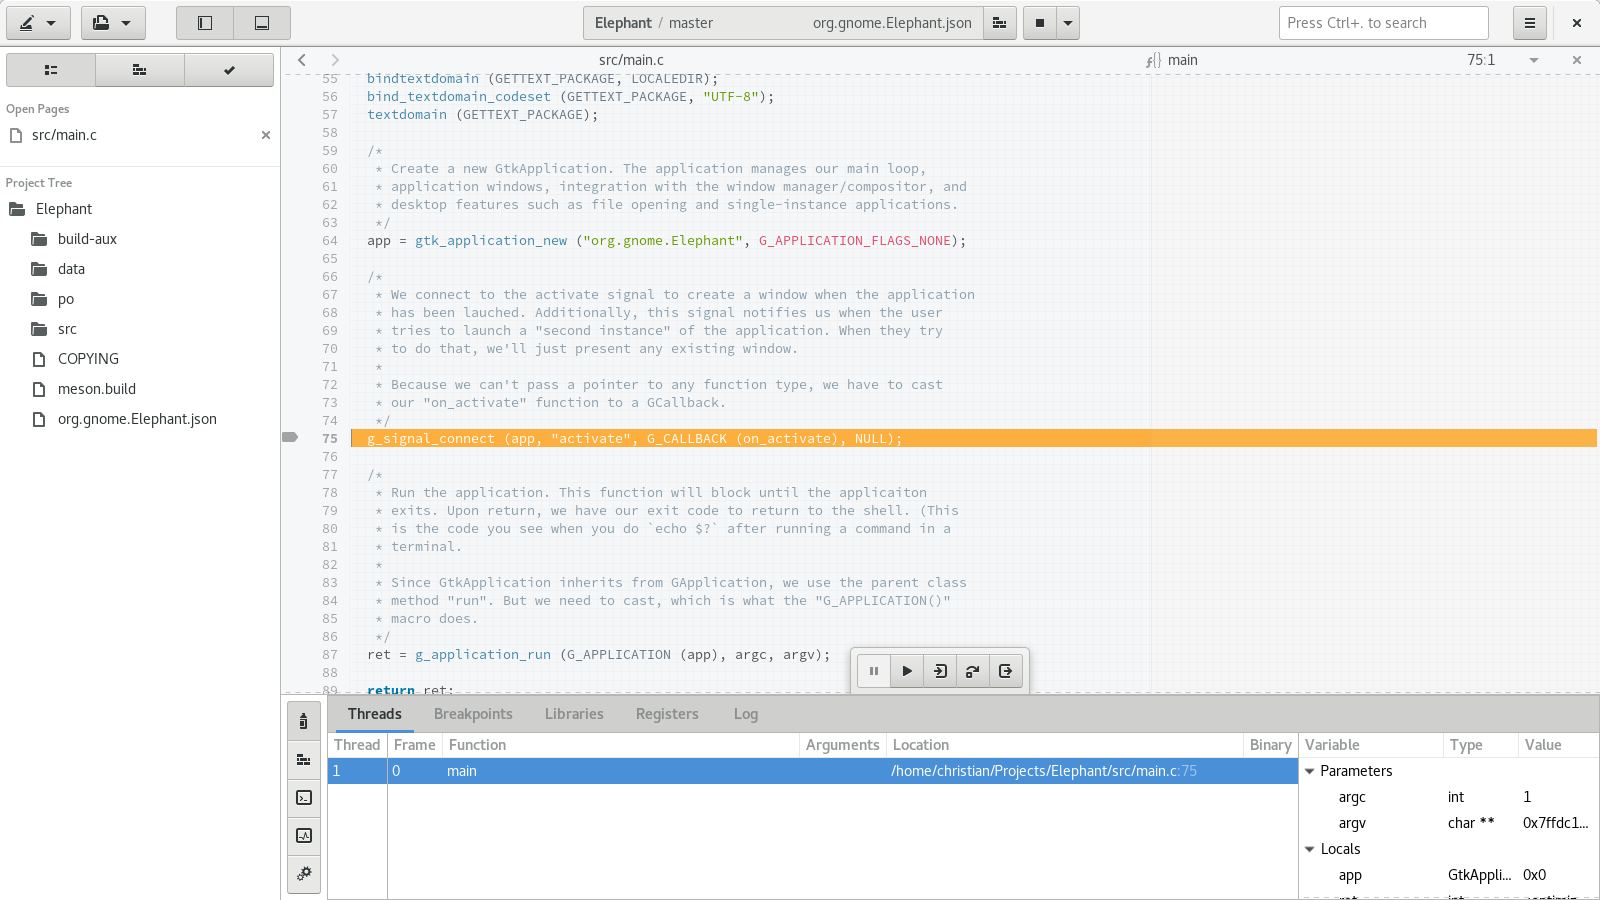 Elephant / master
org.gnome.Elephant.json
Press Ctrl+. to search
src/main.c
main
75:1
Open Pages
src/main.c
Project Tree
Elephant
build-aux
data
po
src
COPYING
meson.build
org.gnome.Elephant.json
55 bindtextdomain (GETTEXT_PACKAGE, LOCALEDIR);
56 bind_textdomain_codeset (GETTEXT_PACKAGE, "UTF-8");
57 textdomain (GETTEXT_PACKAGE);
58
59 /*
60 * Create a new GtkApplication. The application manages our main loop,
61 * application windows, integration with the window manager/compositor, and
62 * desktop features such as file opening and single-instance applications.
63 */
64 app = gtk_application_new ("org.gnome.Elephant", G_APPLICATION_FLAGS_NONE);
65
66 /*
67 * We connect to the activate signal to create a window when the application
68 * has been lauched. Additionally, this signal notifies us when the user
69 * tries to launch a "second instance" of the application. When they try
70 * to do that, we'll just present any existing window.
71 *
72 * Because we can't pass a pointer to any function type, we have to cast
73 * our "on_activate" function to a GCallback.
74 */
75 g_signal_connect (app, "activate", G_CALLBACK (on_activate), NULL);
76
77 /*
78 * Run the application. This function will block until the applicaiton
79 * exits. Upon return, we have our exit code to return to the shell. (This
80 * is the code you see when you do `echo $?` after running a command in a
81 * terminal.
82 *
83 * Since GtkApplication inherits from GApplication, we use the parent class
84 * method "run". But we need to cast, which is what the "G_APPLICATION()"
85 * macro does.
86 */
87 ret = g_application_run (G_APPLICATION (app), argc, argv);
88
89 return ret;
Threads Breakpoints Libraries Registers Log
Thread Frame Function Arguments Location Binary
1 0 main /home/christian/Projects/Elephant/src/main.c:75
Variable Type Value
Parameters
argc int 1
argv char ** 0x7ffdc1...
Locals
app GtkAppli... 0x0